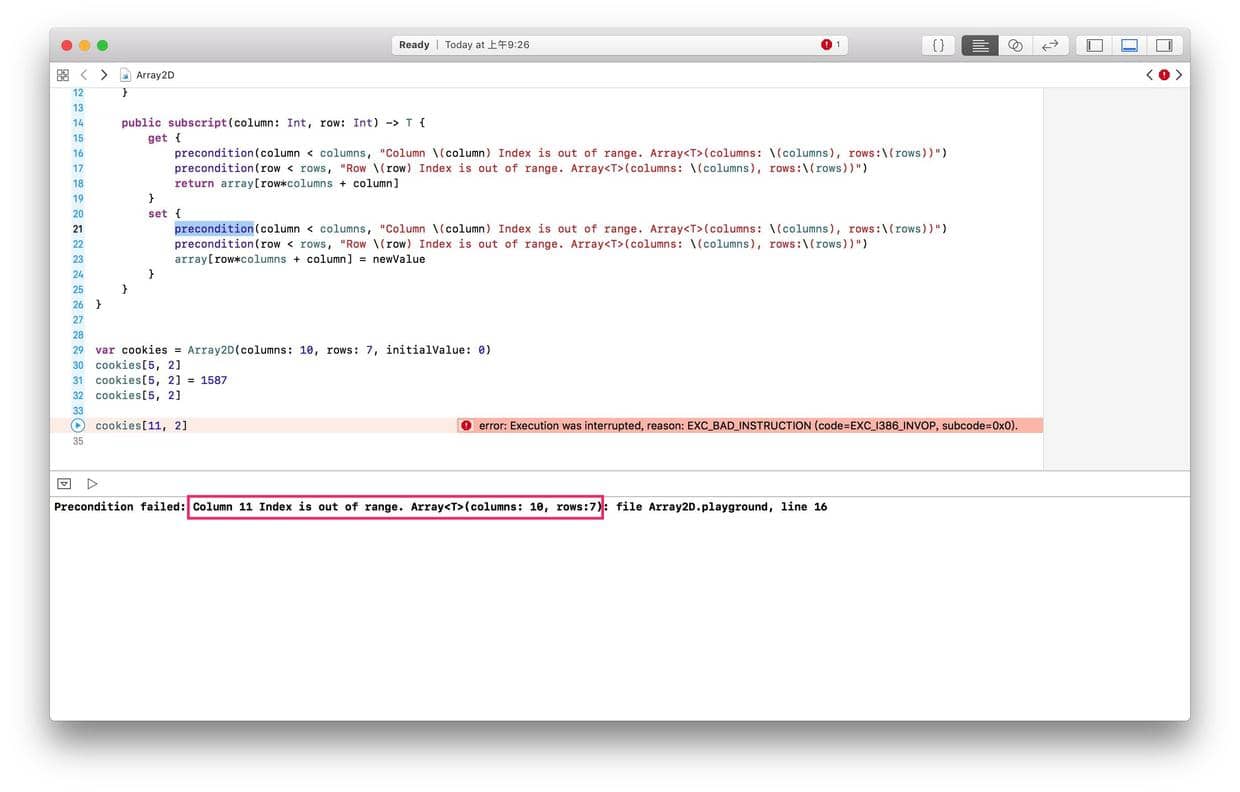 Ready | Today at 上午9:26 1
Array2D
12 }
13
14 public subscript(column: Int, row: Int) -> T {
15 get {
16 precondition(column < columns, "Column \(column) Index is out of range. Array<T>(columns: \(columns), rows:\(rows))")
17 precondition(row < rows, "Row \(row) Index is out of range. Array<T>(columns: \(columns), rows:\(rows))")
18 return array[row*columns + column]
19 }
20 set {
21 precondition(column < columns, "Column \(column) Index is out of range. Array<T>(columns: \(columns), rows:\(rows))")
22 precondition(row < rows, "Row \(row) Index is out of range. Array<T>(columns: \(columns), rows:\(rows))")
23 array[row*columns + column] = newValue
24 }
25 }
26 }
27
28
29 var cookies = Array2D(columns: 10, rows: 7, initialValue: 0)
30 cookies[5, 2]
31 cookies[5, 2] = 1587
32 cookies[5, 2]
33
cookies[11, 2] error: Execution was interrupted, reason: EXC_BAD_INSTRUCTION (code=EXC_I386_INVOP, subcode=0x0).
35
Precondition failed: Column 11 Index is out of range. Array<T>(columns: 10, rows:7): file Array2D.playground, line 16